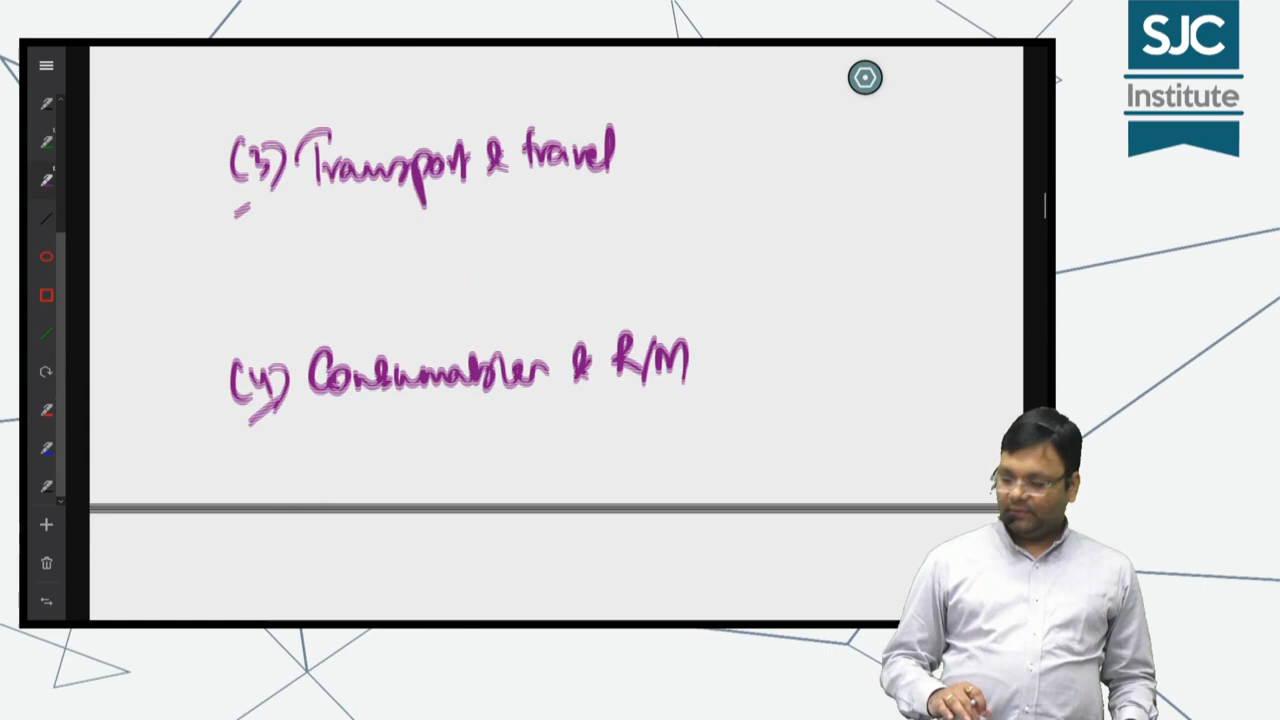 SJC
Institute
(3) Transport & travel
(4) Consumables & R/M